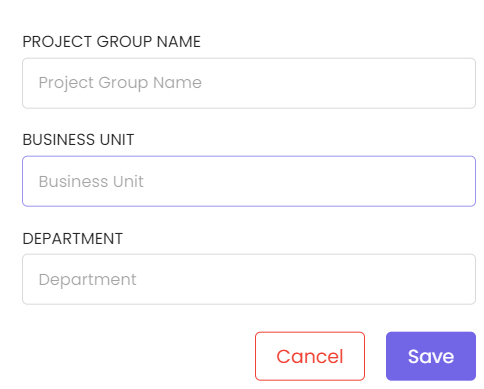 PROJECT GROUP NAME
Project Group Name
BUSINESS UNIT
Business Unit
DEPARTMENT
Department
Cancel Save